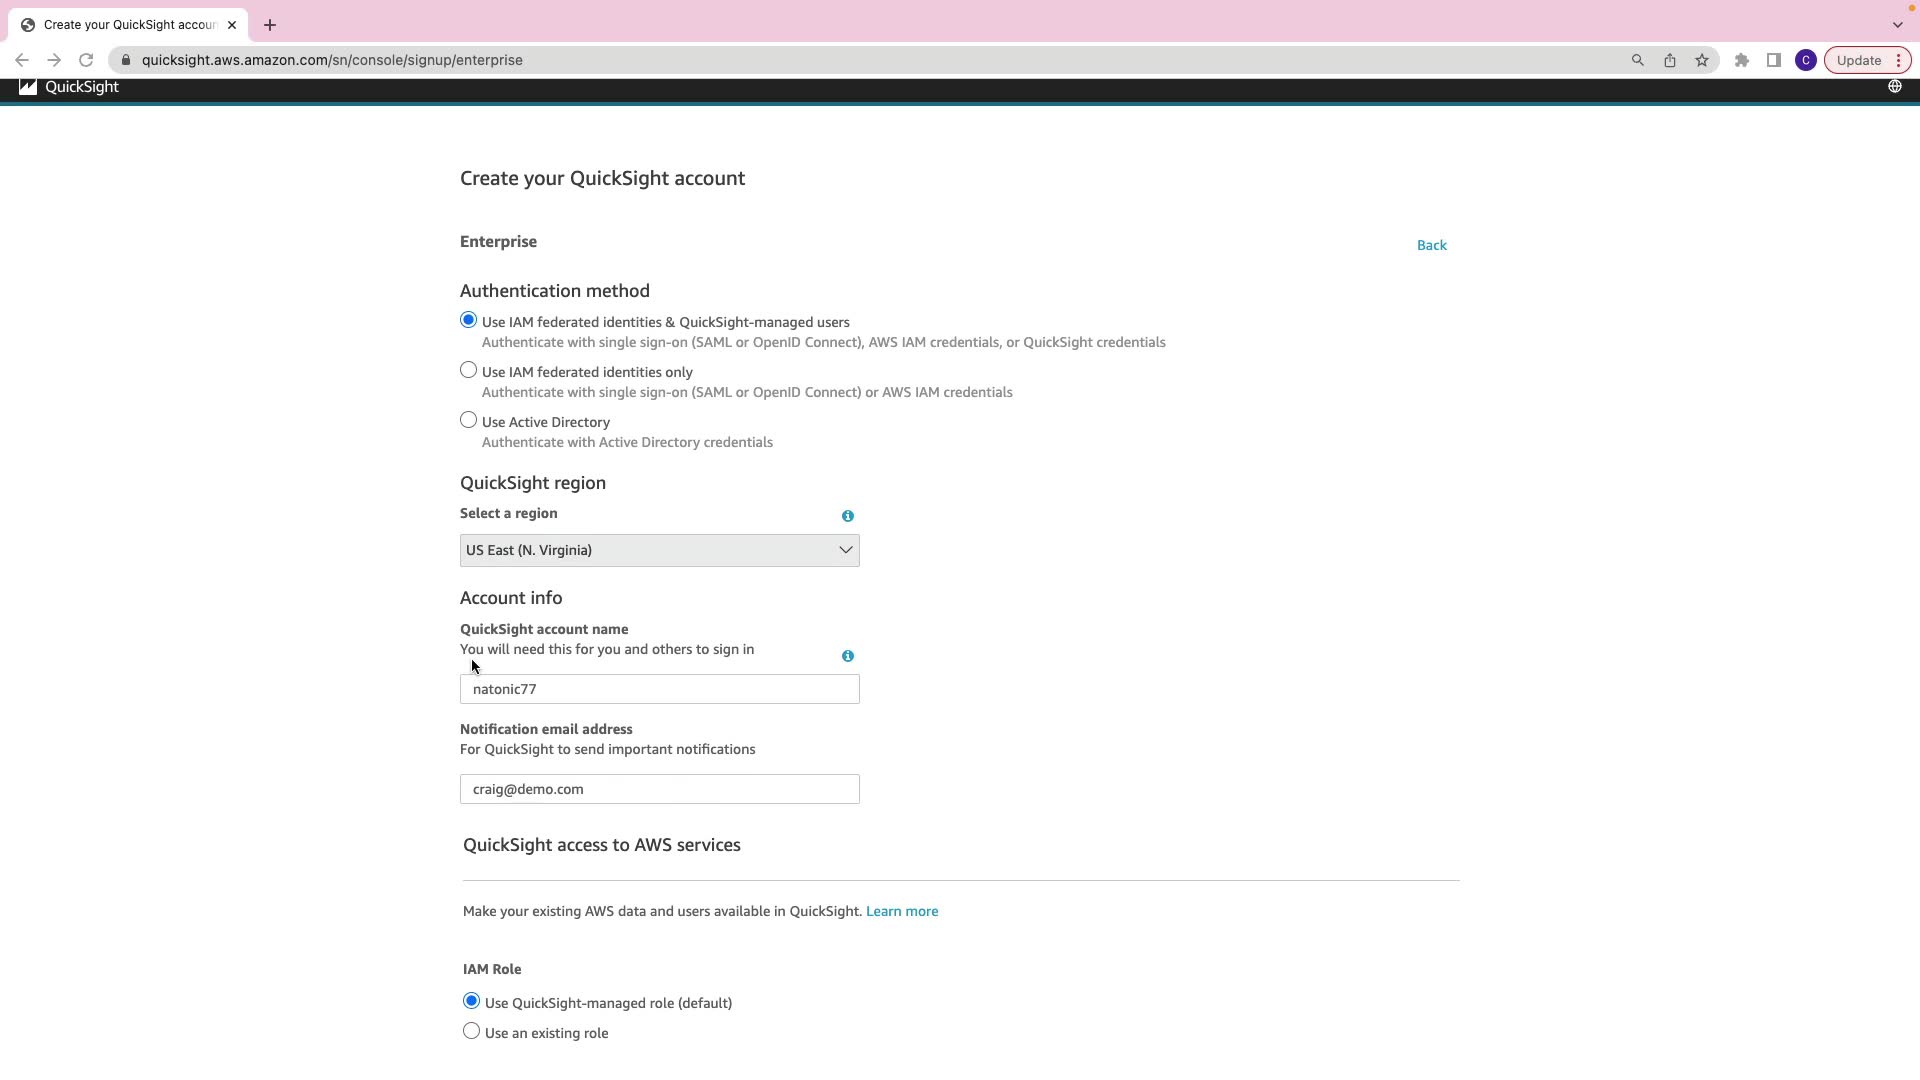 Create your QuickSight accoun
quicksight.aws.amazon.com/sn/console/signup/enterprise
C
Update
QuickSight
Create your QuickSight account
Enterprise
Back
Authentication method
Use IAM federated identities & QuickSight-managed users
Authenticate with single sign-on (SAML or OpenID Connect), AWS IAM credentials, or QuickSight credentials
Use IAM federated identities only
Authenticate with single sign-on (SAML or OpenID Connect) or AWS IAM credentials
Use Active Directory
Authenticate with Active Directory credentials
QuickSight region
Select a region
US East (N. Virginia)
Account info
QuickSight account name
You will need this for you and others to sign in
natonic77
Notification email address
For QuickSight to send important notifications
craig@demo.com
QuickSight access to AWS services
Make your existing AWS data and users available in QuickSight. Learn more
IAM Role
Use QuickSight-managed role (default)
Use an existing role